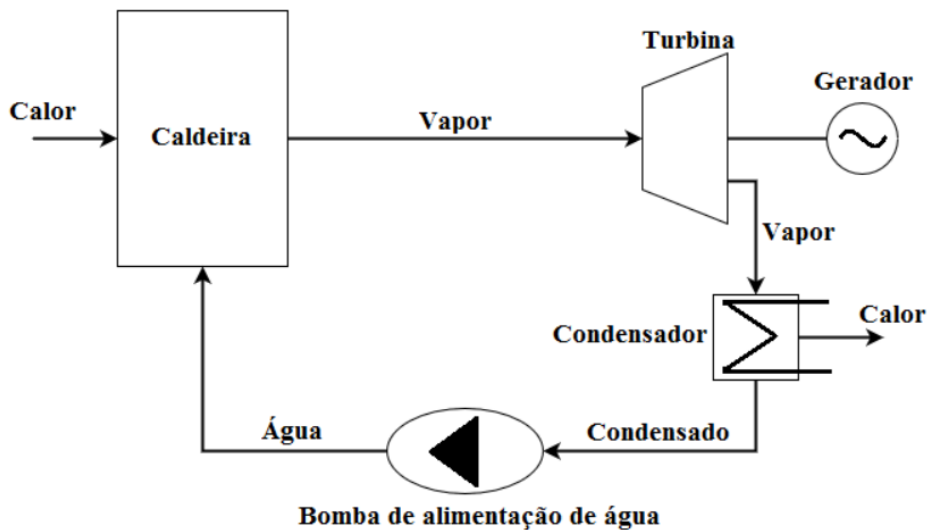 Turbina
Gerador
Calor
Caldeira
Vapor
Vapor
Condensador
Calor
Água
Condensado
Bomba de alimentação de água